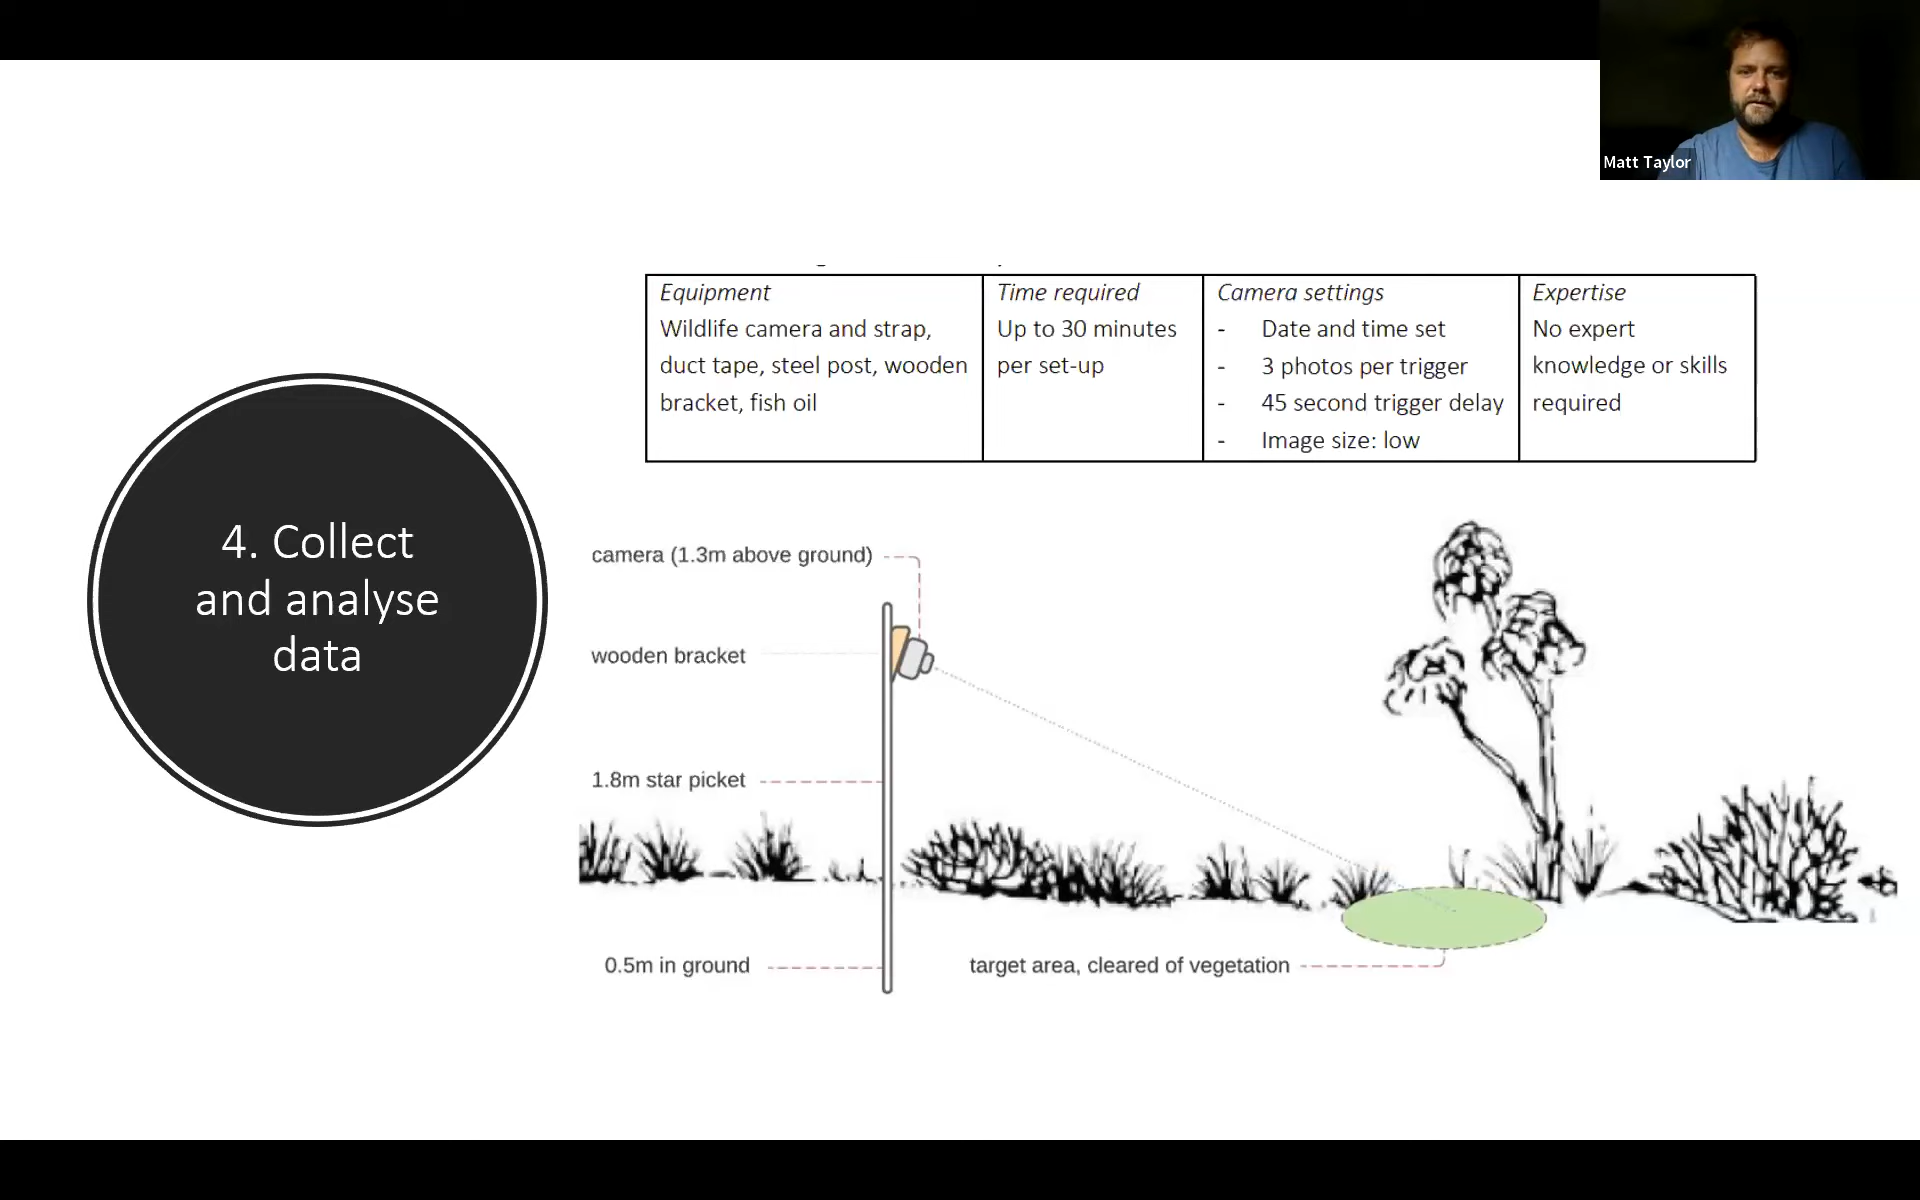 Matt Taylor
Equipment
Wildlife camera and strap,
duct tape, steel post, wooden
bracket, fish oil
Time required
Up to 30 minutes
per set-up
Camera settings
- Date and time set
- 3 photos per trigger
- 45 second trigger delay
- Image size: low
Expertise
No expert
knowledge or skills
required
4. Collect
and analyse
data
camera (1.3m above ground)
wooden bracket
1.8m star picket
0.5m in ground
target area, cleared of vegetation